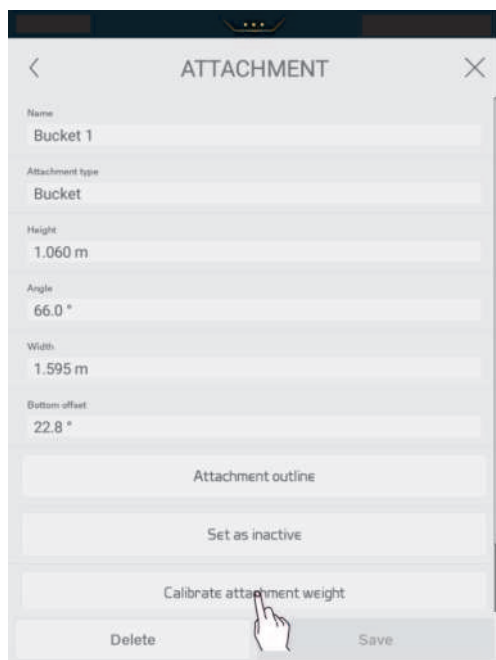 ATTACHMENT
Name
Bucket 1
Attachment type
Bucket
Height
1.060 m
Angle
66.0 °
Width
1.595 m
Bottom offset
22.8 °
Attachment outline
Set as inactive
Calibrate attachment weight
Delete Save